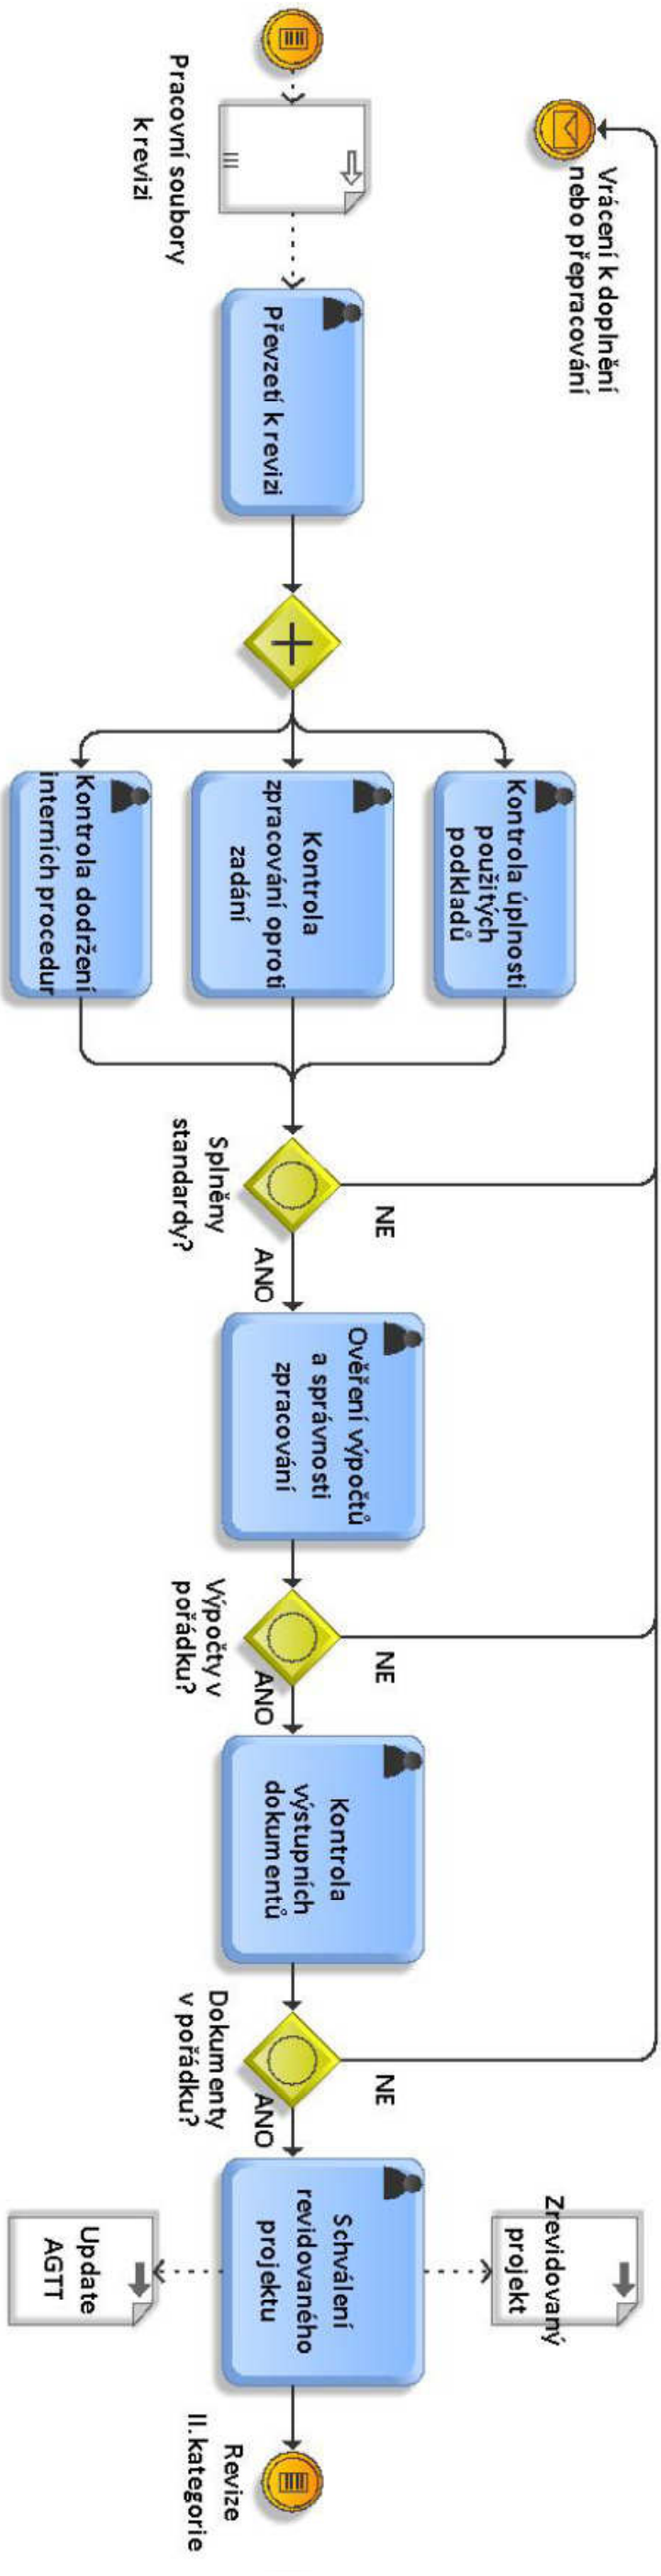 Vrácení k doplnění
nebo přepracování
Pracovní soubory
k revizi
Převzetí k revizi
Kontrola úplnosti
použitých
podkladů
Kontrola
zpracování oproti
zadání
Kontrola dodržení
interních procedur
Splněny
standardy?
NE
ANO
Ověření výpočtů
a správnosti
zpracování
Výpočty v
pořádku?
NE
ANO
Kontrola
výstupních
dokumentů
Dokumenty
v pořádku?
NE
ANO
Zrevidovaný
projekt
Schválení
revidovaného
projektu
Update
AGTT
Revize
II.kategorie